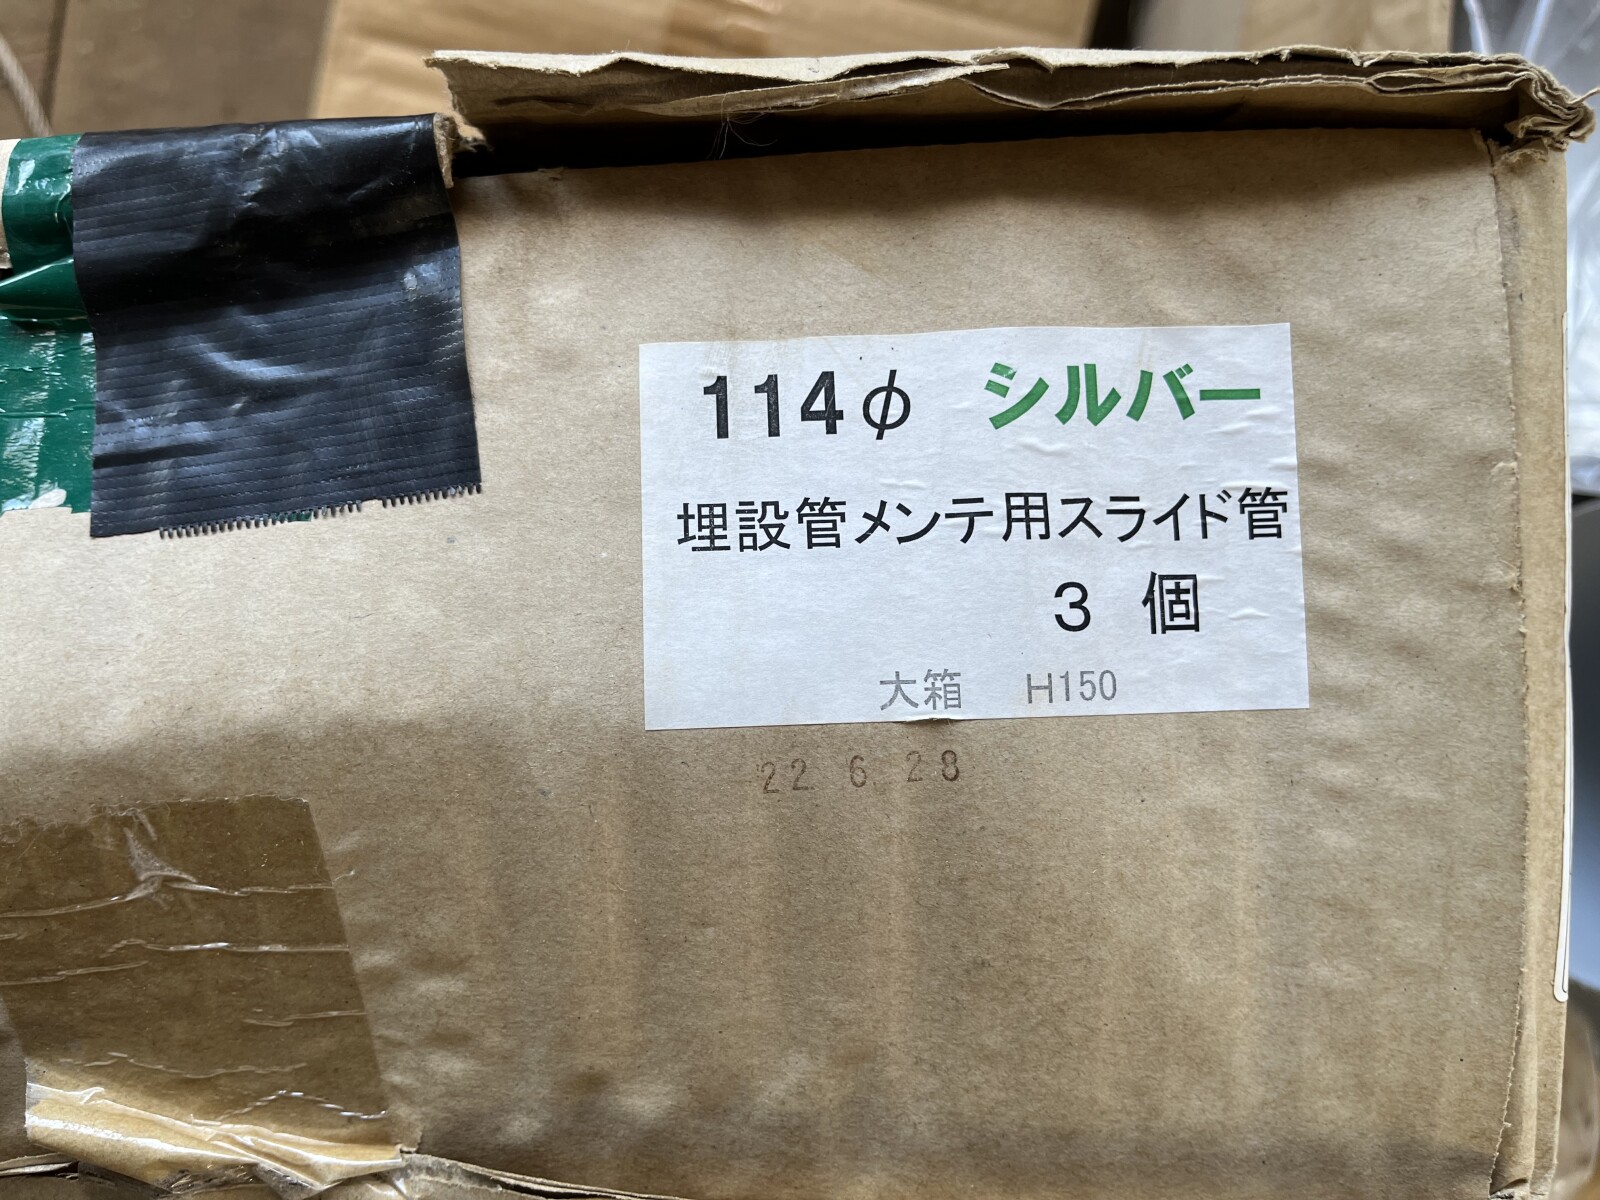 114φ シルバー
埋設管メンテ用スライド管
3 個
大箱 H150
22. 6. 28